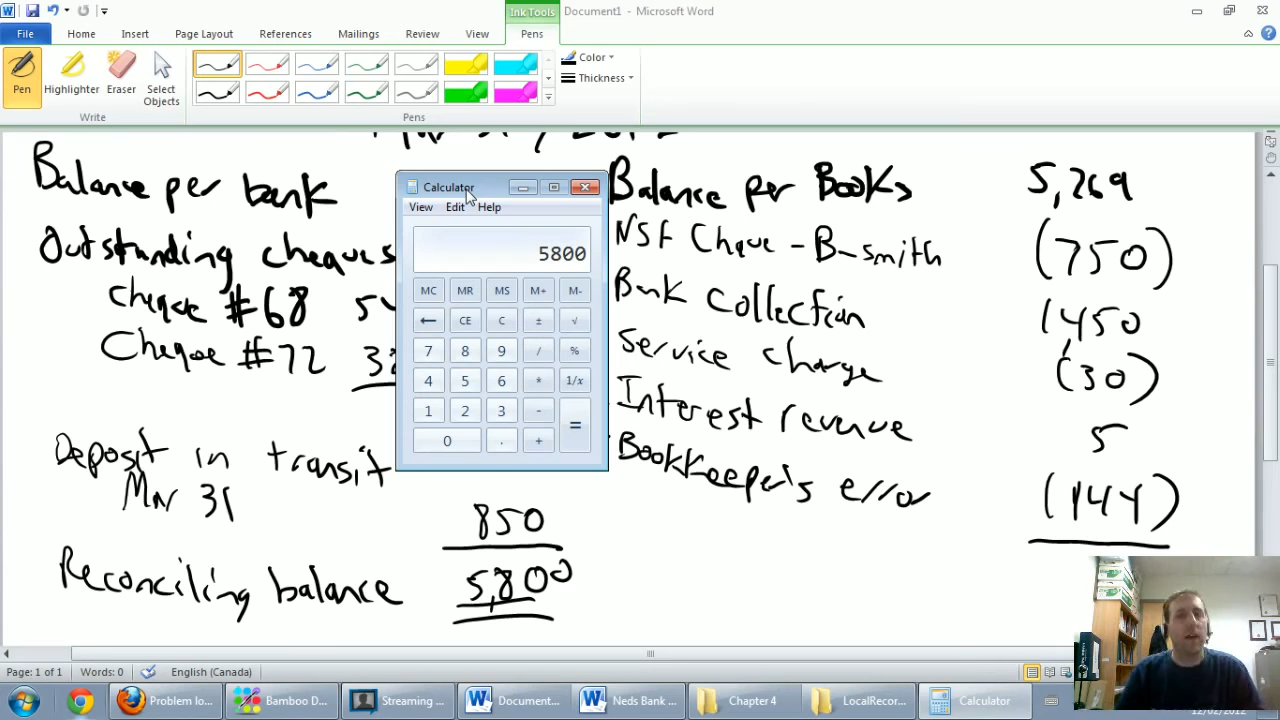 Ink Tools
Document1 - Microsoft Word
File Home Insert Page Layout References Mailings Review View Pens
Pen Highlighter Eraser Select Objects
Color
Thickness
Write
Pens
Balance per bank
Outstanding cheques
cheque #68
Cheque #72
Deposit in transit
Mar 31
850
Reconciling balance 5,800
Calculator
View Edit Help
5800
MC MR MS M+ M-
← CE C ± √
7 8 9 / %
4 5 6 * 1/x
1 2 3 - =
0 . +
Balance per Books 5,269
NSF Cheque - B-smith (750)
Bank Collection 1450
Service charge (30)
Interest revenue 5
Bookkeeper's error (144)
Page: 1 of 1 Words: 0 English (Canada)
Problem lo... Bamboo D... Streaming ... Document... Neds Bank ... Chapter 4 LocalRecor... Calculator
12/02/2012